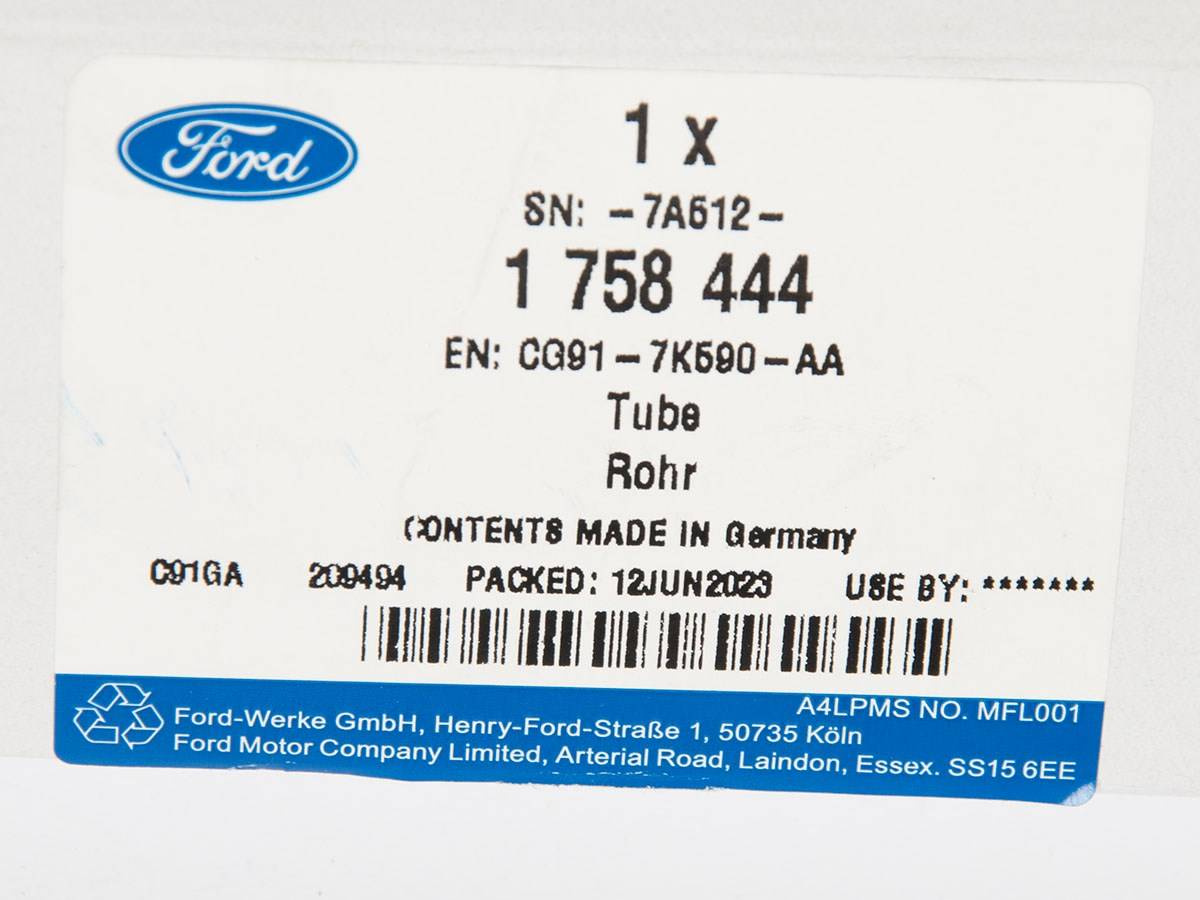 Ford
1 x
SN: -7A512-
1 758 444
EN: CG91-7K590-AA
Tube
Rohr
CONTENTS MADE IN Germany
C91GA 209494 PACKED: 12JUN2023 USE BY: *******
A4LPMS NO. MFL001
Ford-Werke GmbH, Henry-Ford-Straße 1, 50735 Köln
Ford Motor Company Limited, Arterial Road, Laindon, Essex. SS15 6EE